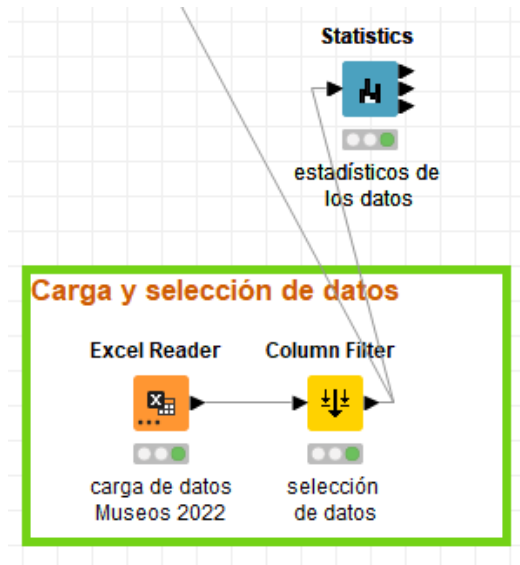 Statistics
estadísticos de
los datos
Carga y selección de datos
Excel Reader
Column Filter
carga de datos
Museos 2022
selección
de datos